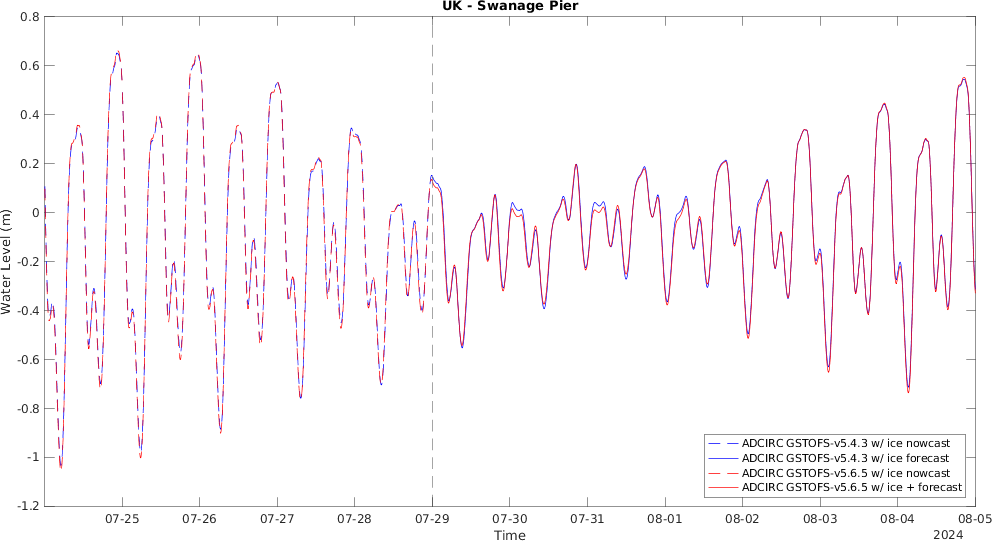 UK - Swanage Pier
0.8
0.6
0.4
0.2
0
-0.2
-0.4
-0.6
-0.8
-1
-1.2
Water Level (m)
07-25 07-26 07-27 07-28 07-29 07-30 07-31 08-01 08-02 08-03 08-04 08-05
Time
2024
ADCIRC GSTOFS-v5.4.3 w/ ice nowcast
ADCIRC GSTOFS-v5.4.3 w/ ice forecast
ADCIRC GSTOFS-v5.6.5 w/ ice nowcast
ADCIRC GSTOFS-v5.6.5 w/ ice + forecast